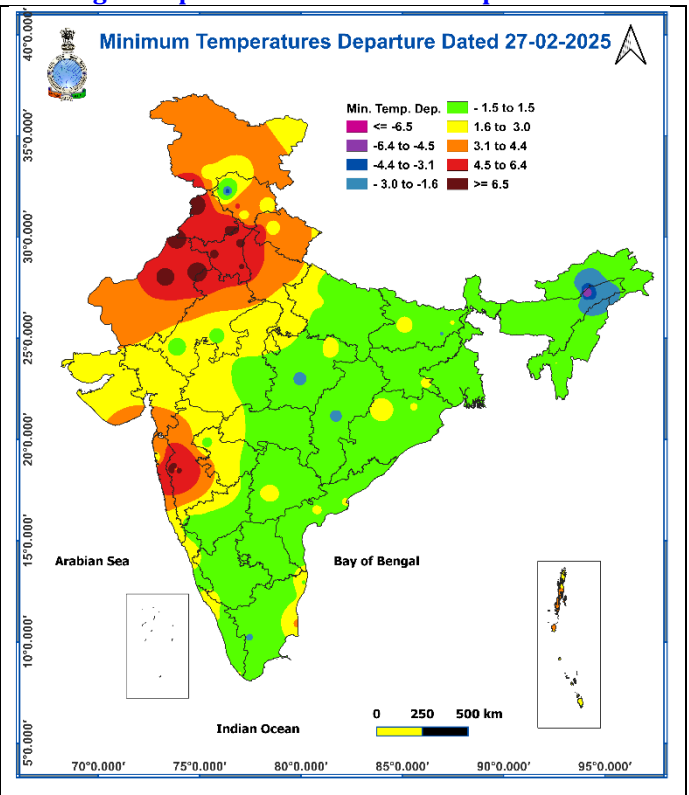 Minimum Temperatures Departure Dated 27-02-2025
Min. Temp. Dep.
<= -6.5
-6.4 to -4.5
-4.4 to -3.1
- 3.0 to -1.6
- 1.5 to 1.5
1.6 to 3.0
3.1 to 4.4
4.5 to 6.4
>= 6.5
40°0.000'
35°0.000'
30°0.000'
25°0.000'
20°0.000'
15°0.000'
10°0.000'
5°0.000'
Arabian Sea
Bay of Bengal
Indian Ocean
0 250 500 km
70°0.000' 75°0.000' 80°0.000' 85°0.000' 90°0.000' 95°0.000'